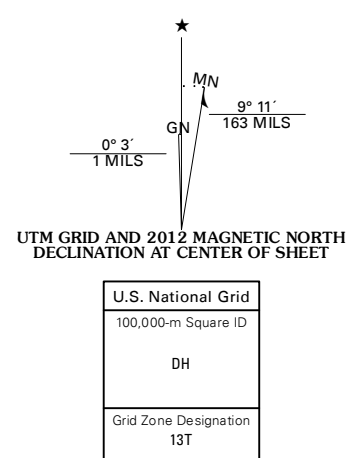 ★
MN
GN
9° 11´
163 MILS
0° 3´
1 MILS
UTM GRID AND 2012 MAGNETIC NORTH
DECLINATION AT CENTER OF SHEET
U.S. National Grid
100,000-m Square ID
DH
Grid Zone Designation
13T